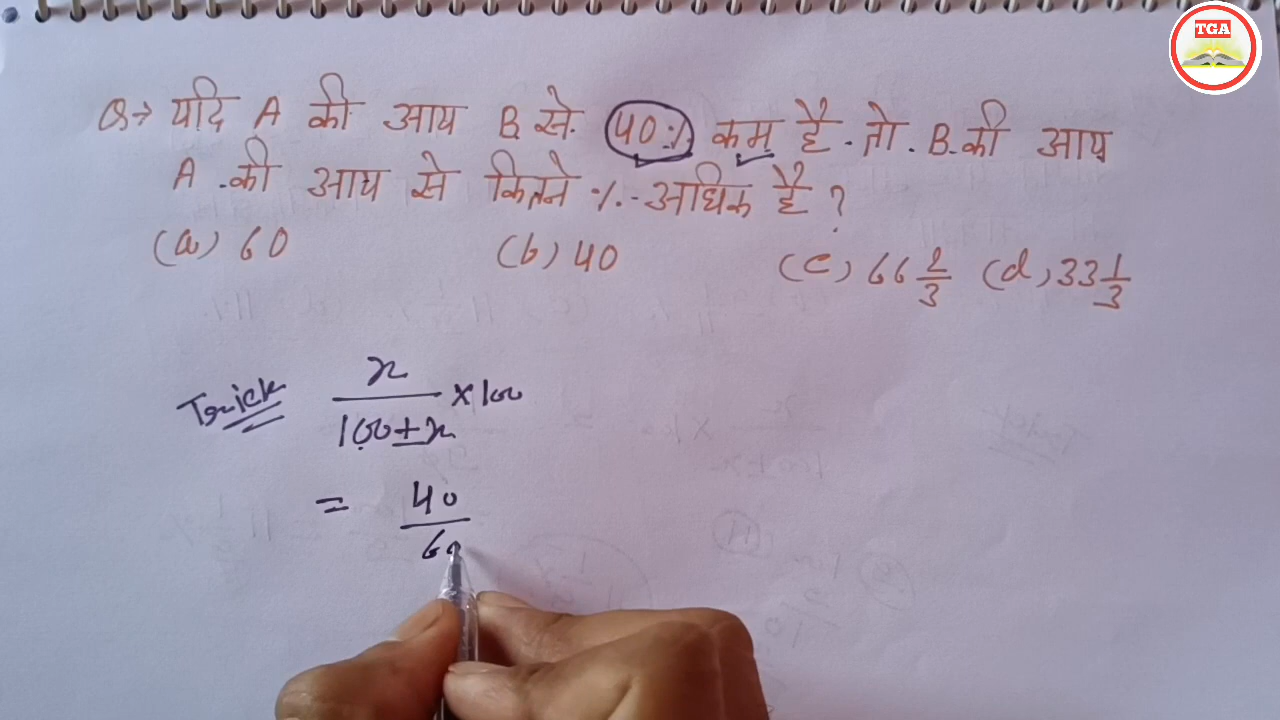 TGA
Q→ यदि A की आय B से 40% कम है. तो. B.की आय
A .की आय से कितने %.- अधिक है ?
(a) 60 (b) 40 (c) 66 2/3 (d) 33 1/3
Trick x/100±x ×100
= 40/60